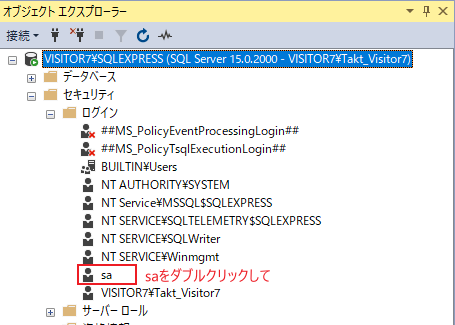 オブジェクト エクスプローラー
接続
VISITOR7¥SQLEXPRESS (SQL Server 15.0.2000 - VISITOR7¥Takt_Visitor7)
データベース
セキュリティ
ログイン
##MS_PolicyEventProcessingLogin##
##MS_PolicyTsqlExecutionLogin##
BUILTIN¥Users
NT AUTHORITY¥SYSTEM
NT Service¥MSSQL$SQLEXPRESS
NT SERVICE¥SQLTELEMETRY$SQLEXPRESS
NT SERVICE¥SQLWriter
NT SERVICE¥Winmgmt
sa saをダブルクリックして
VISITOR7¥Takt_Visitor7
サーバー ロール